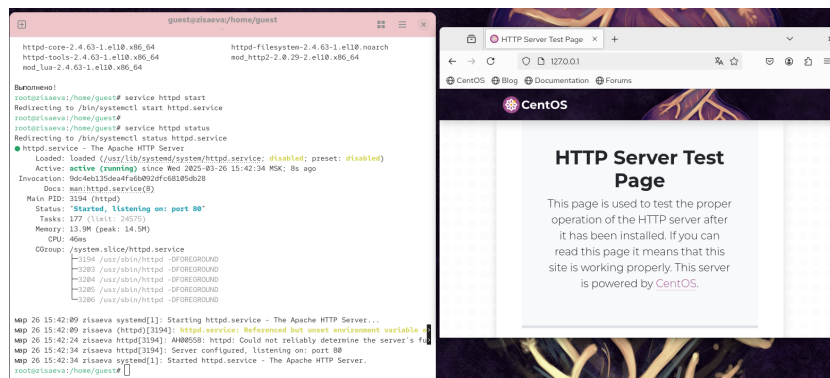 guest@zisaeva:/home/guest
httpd-core-2.4.63-1.el10.x86_64 httpd-filesystem-2.4.63-1.el10.noarch
httpd-tools-2.4.63-1.el10.x86_64 mod_http2-2.0.29-2.el10.x86_64
mod_lua-2.4.63-1.el10.x86_64
Выполнено!
root@zisaeva:/home/guest# service httpd start
Redirecting to /bin/systemctl start httpd.service
root@zisaeva:/home/guest#
root@zisaeva:/home/guest# service httpd status
Redirecting to /bin/systemctl status httpd.service
● httpd.service - The Apache HTTP Server
Loaded: loaded (/usr/lib/systemd/system/httpd.service; disabled; preset: disabled)
Active: active (running) since Wed 2025-03-26 15:42:34 MSK; 8s ago
Invocation: 9dc4eb135dea4fa6b092dfc68105db28
Docs: man:httpd.service(8)
Main PID: 3194 (httpd)
Status: "Started, listening on: port 80"
Tasks: 177 (limit: 24575)
Memory: 13.9M (peak: 14.5M)
CPU: 46ms
CGroup: /system.slice/httpd.service
├─3194 /usr/sbin/httpd -DFOREGROUND
├─3203 /usr/sbin/httpd -DFOREGROUND
├─3204 /usr/sbin/httpd -DFOREGROUND
├─3205 /usr/sbin/httpd -DFOREGROUND
└─3206 /usr/sbin/httpd -DFOREGROUND
мар 26 15:42:09 zisaeva systemd[1]: Starting httpd.service - The Apache HTTP Server...
мар 26 15:42:09 zisaeva (httpd)[3194]: httpd.service: Referenced but unset environment variable e>
мар 26 15:42:24 zisaeva httpd[3194]: AH00558: httpd: Could not reliably determine the server's fu>
мар 26 15:42:34 zisaeva httpd[3194]: Server configured, listening on: port 80
мар 26 15:42:34 zisaeva systemd[1]: Started httpd.service - The Apache HTTP Server.
root@zisaeva:/home/guest#
HTTP Server Test Page
127.0.0.1
CentOS Blog Documentation Forums
CentOS
HTTP Server Test
Page
This page is used to test the proper
operation of the HTTP server after
it has been installed. If you can
read this page it means that this
site is working properly. This server
is powered by CentOS.